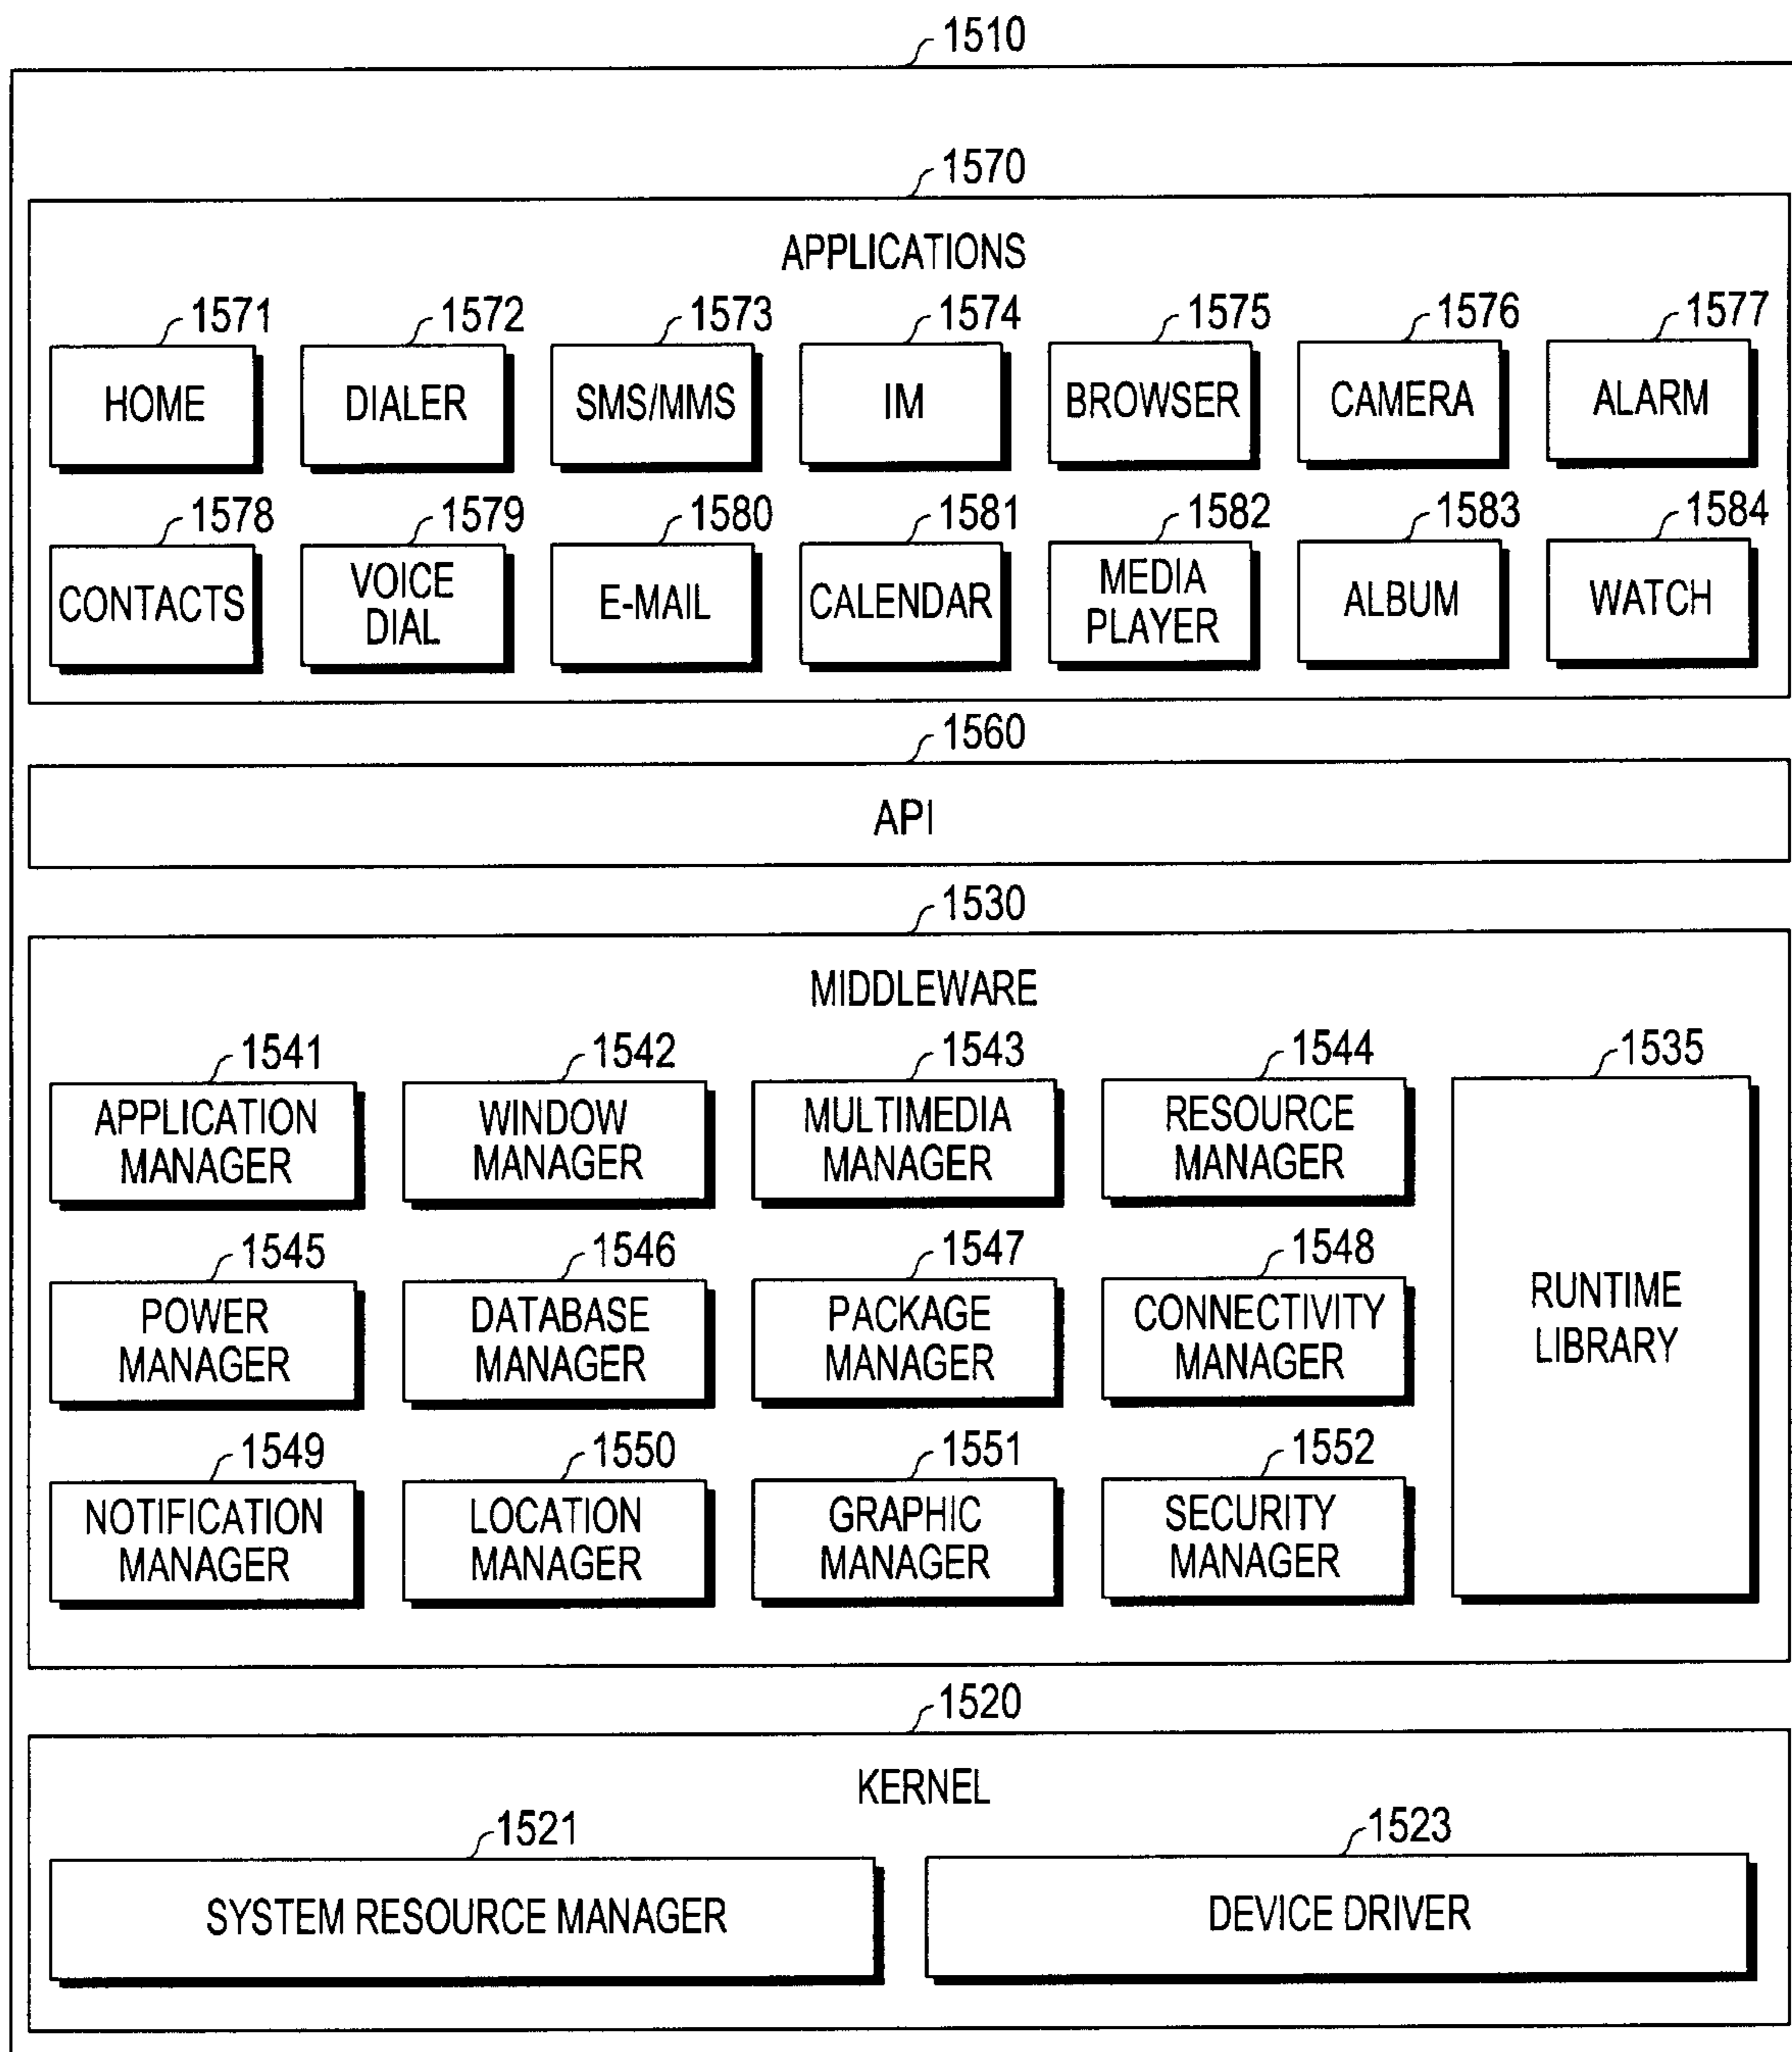 1510
1570
APPLICATIONS
1571 1572 1573 1574 1575 1576 1577
HOME DIALER SMS/MMS IM BROWSER CAMERA ALARM
1578 1579 1580 1581 1582 1583 1584
CONTACTS
VOICE
DIAL
E-MAIL
CALENDAR
MEDIA
PLAYER
ALBUM
WATCH
1560
API
1530
MIDDLEWARE
1541 1542 1543 1544 1535
APPLICATION
MANAGER
WINDOW
MANAGER
MULTIMEDIA
MANAGER
RESOURCE
MANAGER
1545 1546 1547 1548
POWER
MANAGER
DATABASE
MANAGER
PACKAGE
MANAGER
CONNECTIVITY
MANAGER
RUNTIME
LIBRARY
1549 1550 1551 1552
NOTIFICATION
MANAGER
LOCATION
MANAGER
GRAPHIC
MANAGER
SECURITY
MANAGER
1520
KERNEL
1521 1523
SYSTEM RESOURCE MANAGER
DEVICE DRIVER